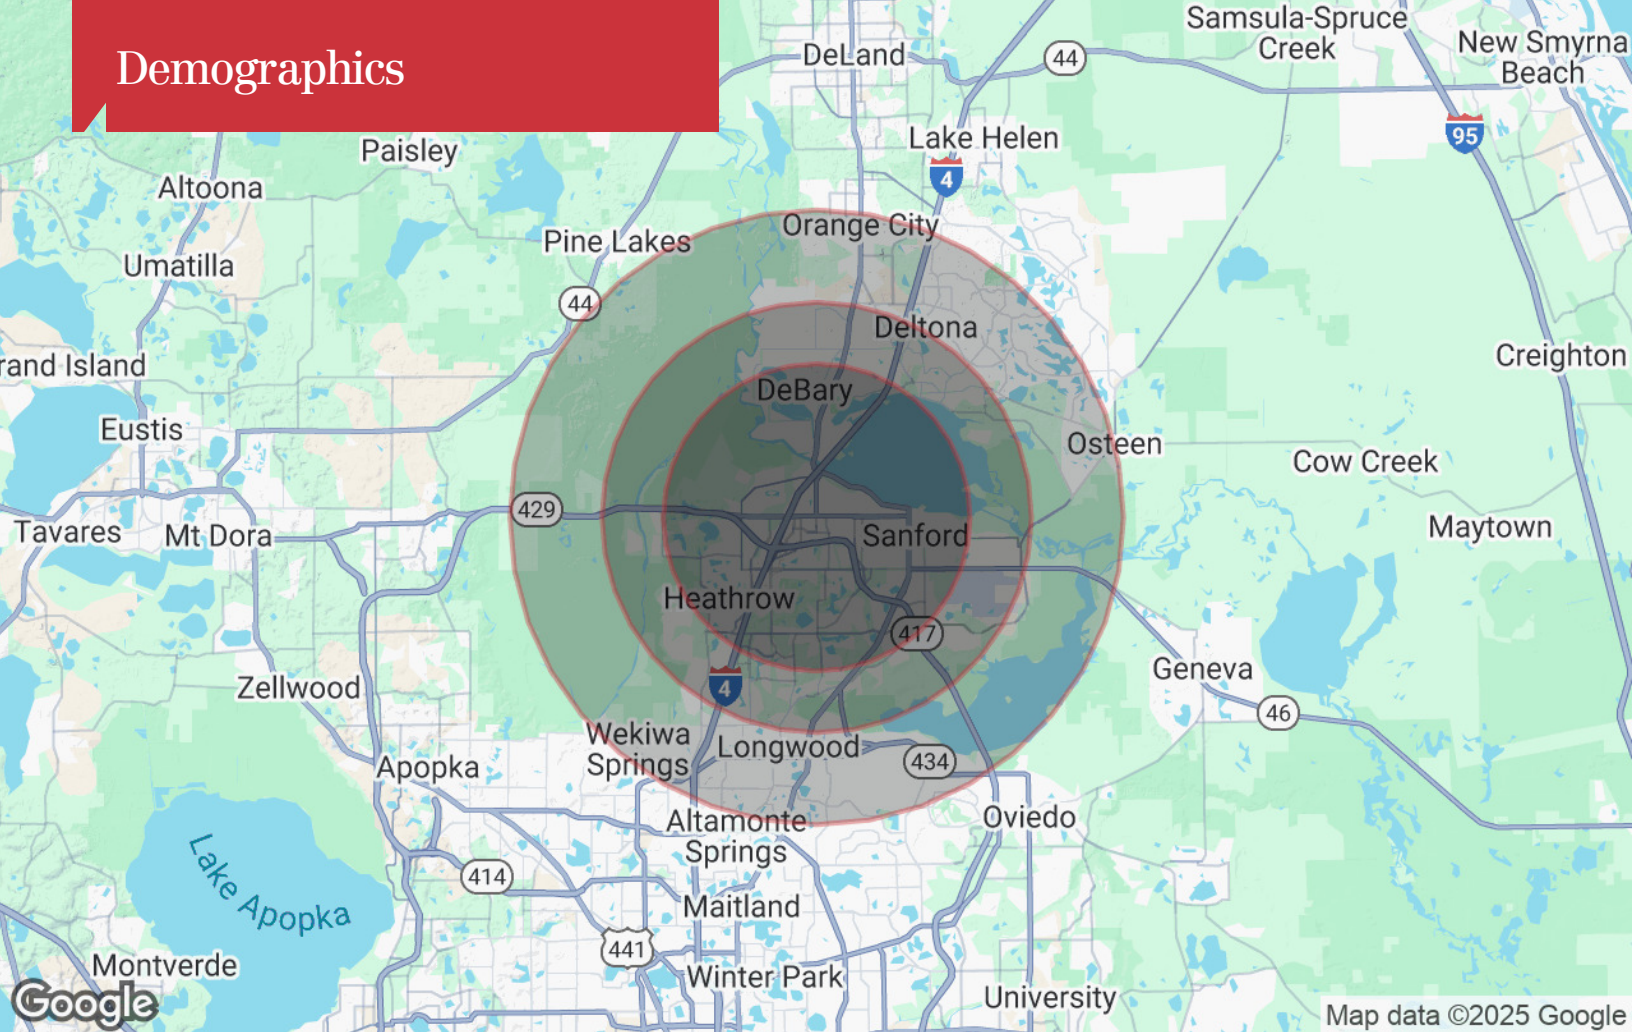 Demographics
Samsula-Spruce
Creek
New Smyrna
Beach
DeLand
44
95
Lake Helen
4
Paisley
Altoona
Orange City
Pine Lakes
Umatilla
44
Deltona
Creighton
rand Island
DeBary
Eustis
Osteen
Cow Creek
429
Tavares
Mt Dora
Sanford
Maytown
Heathrow
417
Geneva
4
Zellwood
46
Wekiwa
Springs
Longwood
434
Apopka
Altamonte
Springs
Oviedo
Lake Apopka
414
Maitland
441
Montverde
Winter Park
University
Google
Map data ©2025 Google